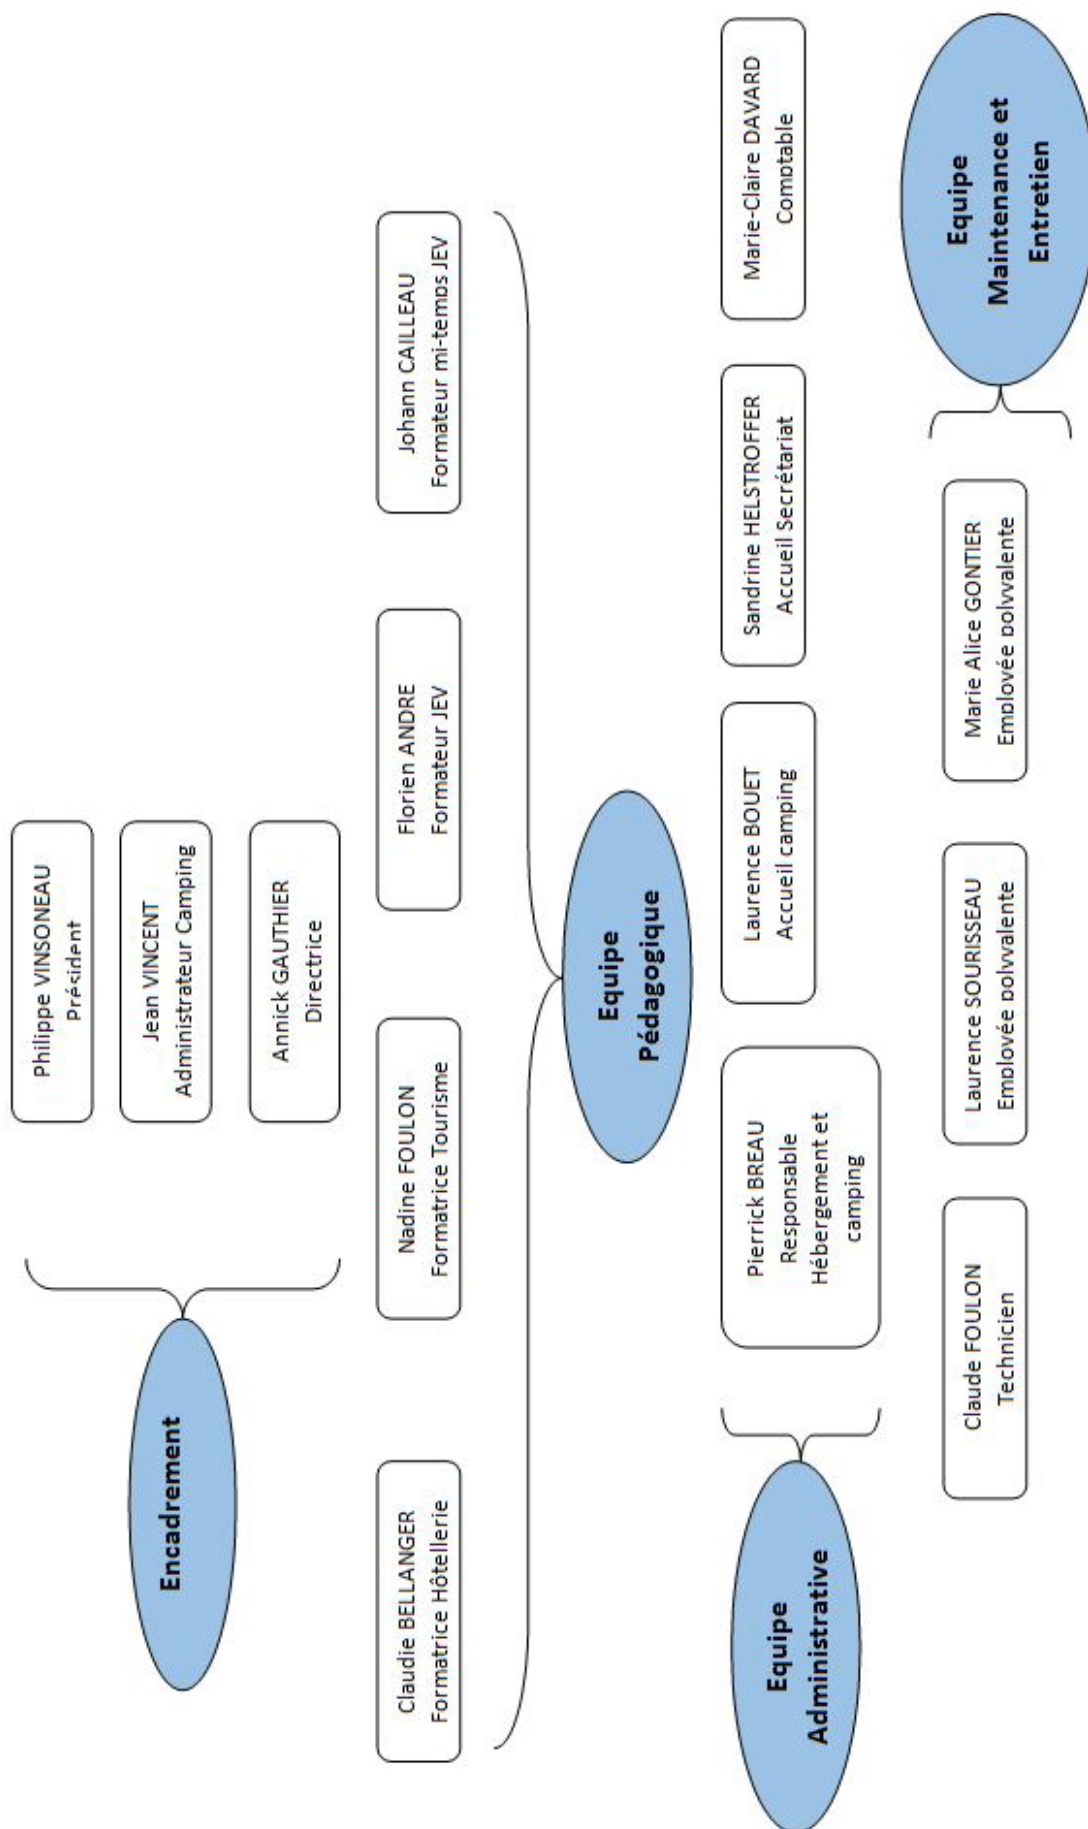 Philippe VINSONEAU
Président
Jean VINCENT
Administrateur Camping
Annick GAUTHIER
Directrice
Encadrement
Claudie BELLANGER
Formatrice Hôtellerie
Nadine FOULON
Formatrice Tourisme
Florien ANDRE
Formateur JEV
Johann CAILLEAU
Formateur mi-temps JEV
Equipe
Pédagogique
Equipe
Administrative
Pierrick BREAU
Responsable
Hébergement et
camping
Laurence BOUET
Accueil camping
Sandrine HELSTROFFER
Accueil Secrétariat
Marie-Claire DAVARD
Comptable
Claude FOULON
Technicien
Laurence SOURISSEAU
Employée polyvalente
Marie Alice GONTIER
Employée polyvalente
Equipe
Maintenance et
Entretien